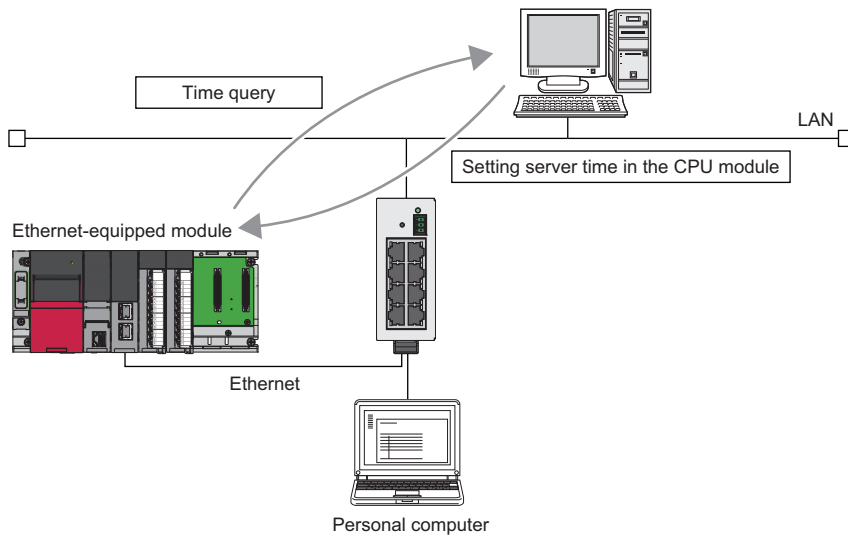 Time query
LAN
Setting server time in the CPU module
Ethernet-equipped module
Ethernet
Personal computer